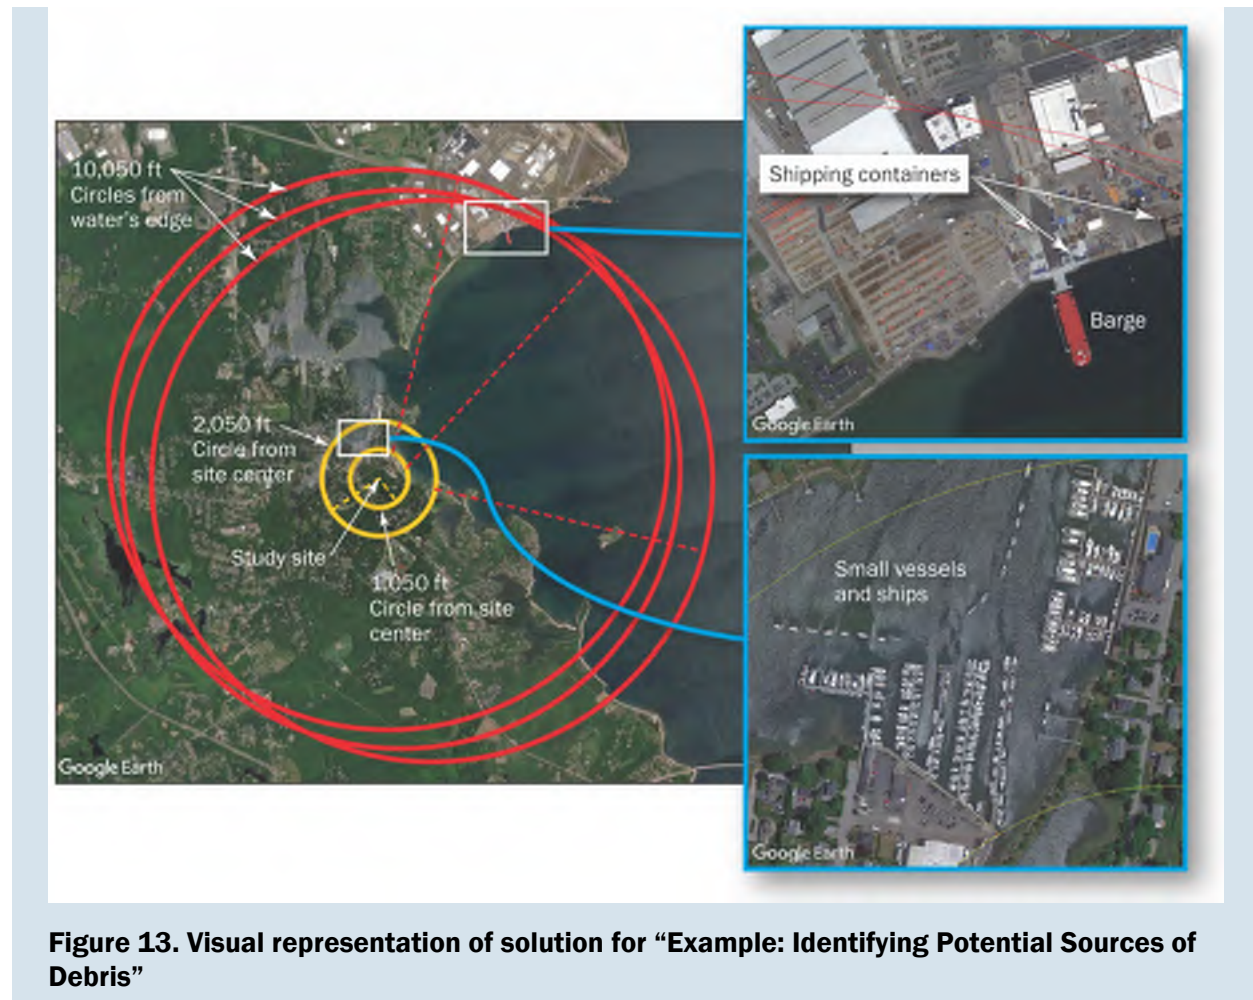 10,050 ft
Circles from
water's edge
2,050 ft
Circle from
site center
Study site
1,050 ft
Circle from site
center
Google Earth
Shipping containers
Barge
Google Earth
Small vessels
and ships
Google Earth
Figure 13. Visual representation of solution for “Example: Identifying Potential Sources of
Debris”